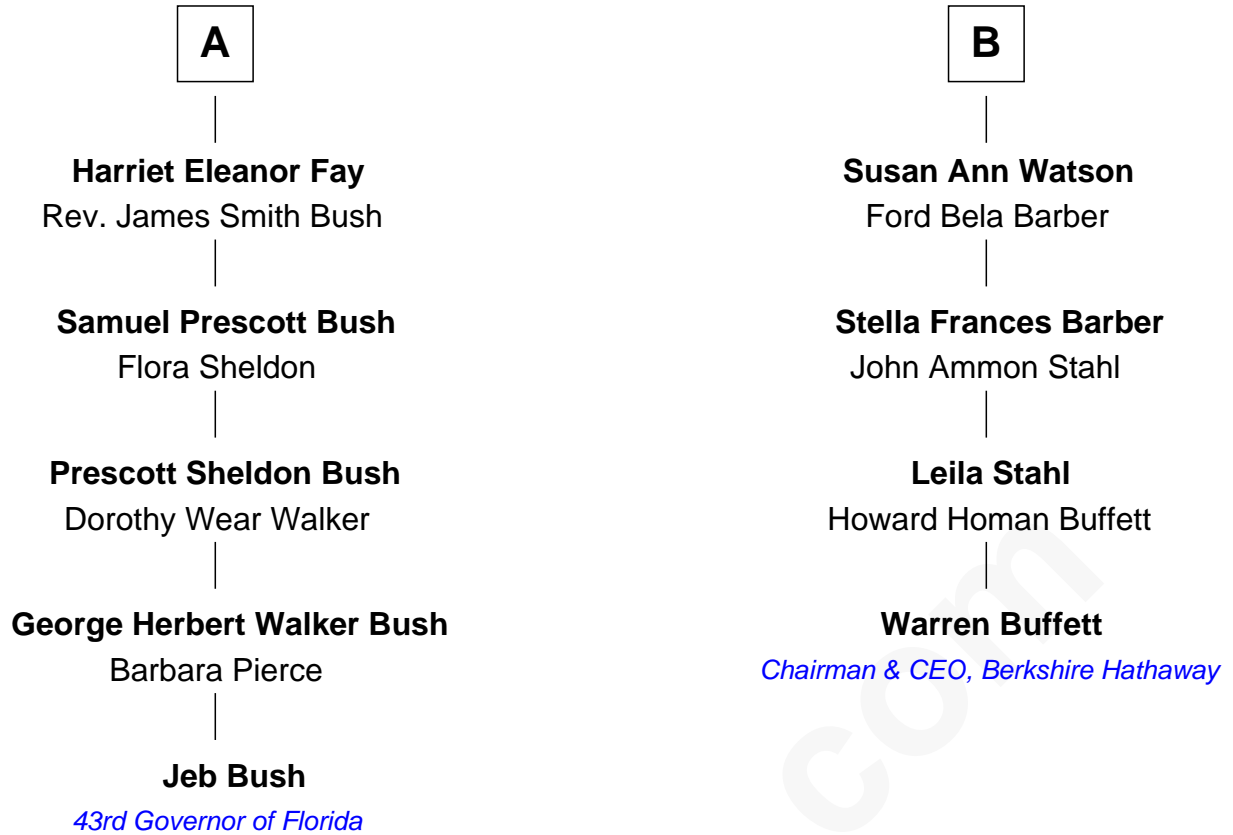 A
Harriet Eleanor Fay
Rev. James Smith Bush
Samuel Prescott Bush
Flora Sheldon
Prescott Sheldon Bush
Dorothy Wear Walker
George Herbert Walker Bush
Barbara Pierce
Jeb Bush
43rd Governor of Florida
B
Susan Ann Watson
Ford Bela Barber
Stella Frances Barber
John Ammon Stahl
Leila Stahl
Howard Homan Buffett
Warren Buffett
Chairman & CEO, Berkshire Hathaway
com